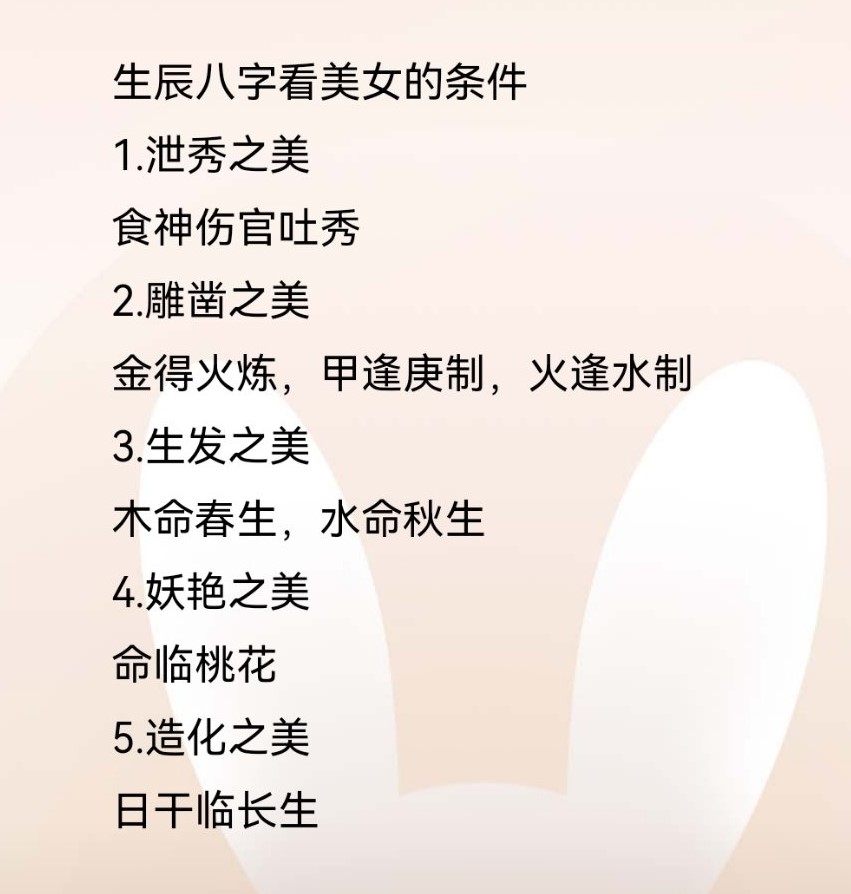 生辰八字看美女的条件
1.泄秀之美
食神伤官吐秀
2.雕凿之美
金得火炼，甲逢庚制，火逢水制
3.生发之美
木命春生，水命秋生
4.妖艳之美
命临桃花
5.造化之美
日干临长生